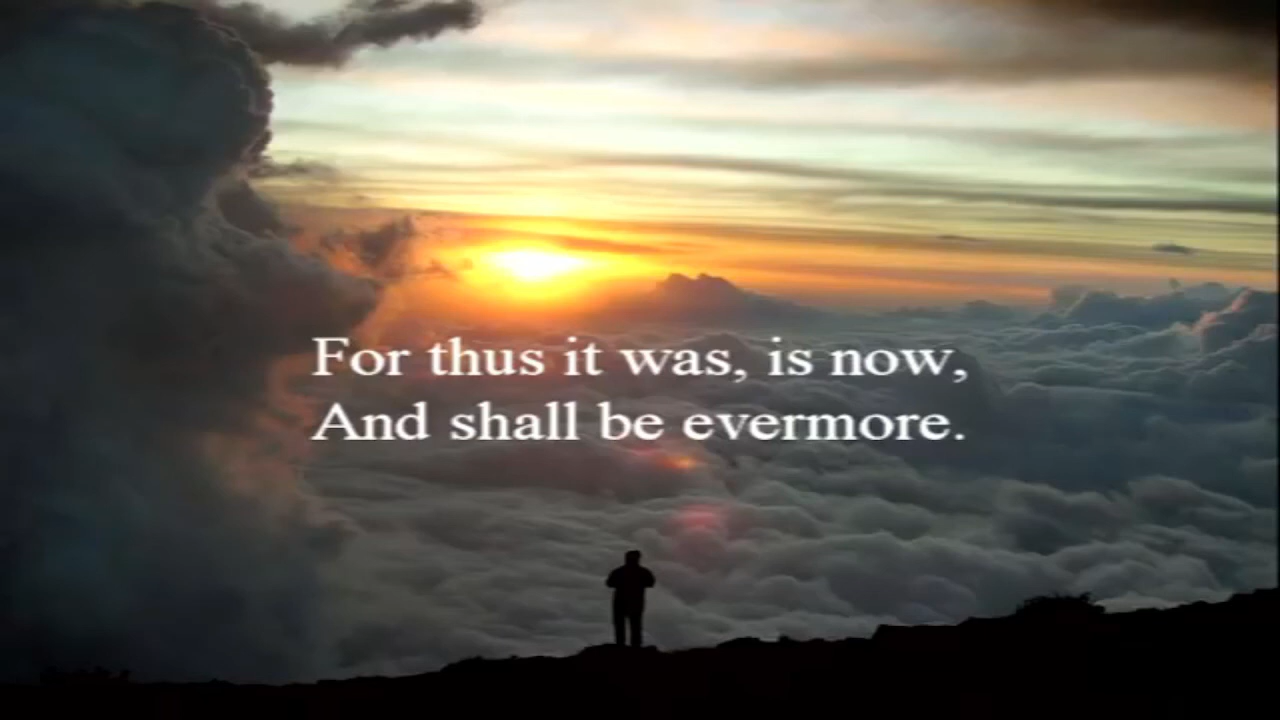 For thus it was, is now,
And shall be evermore.